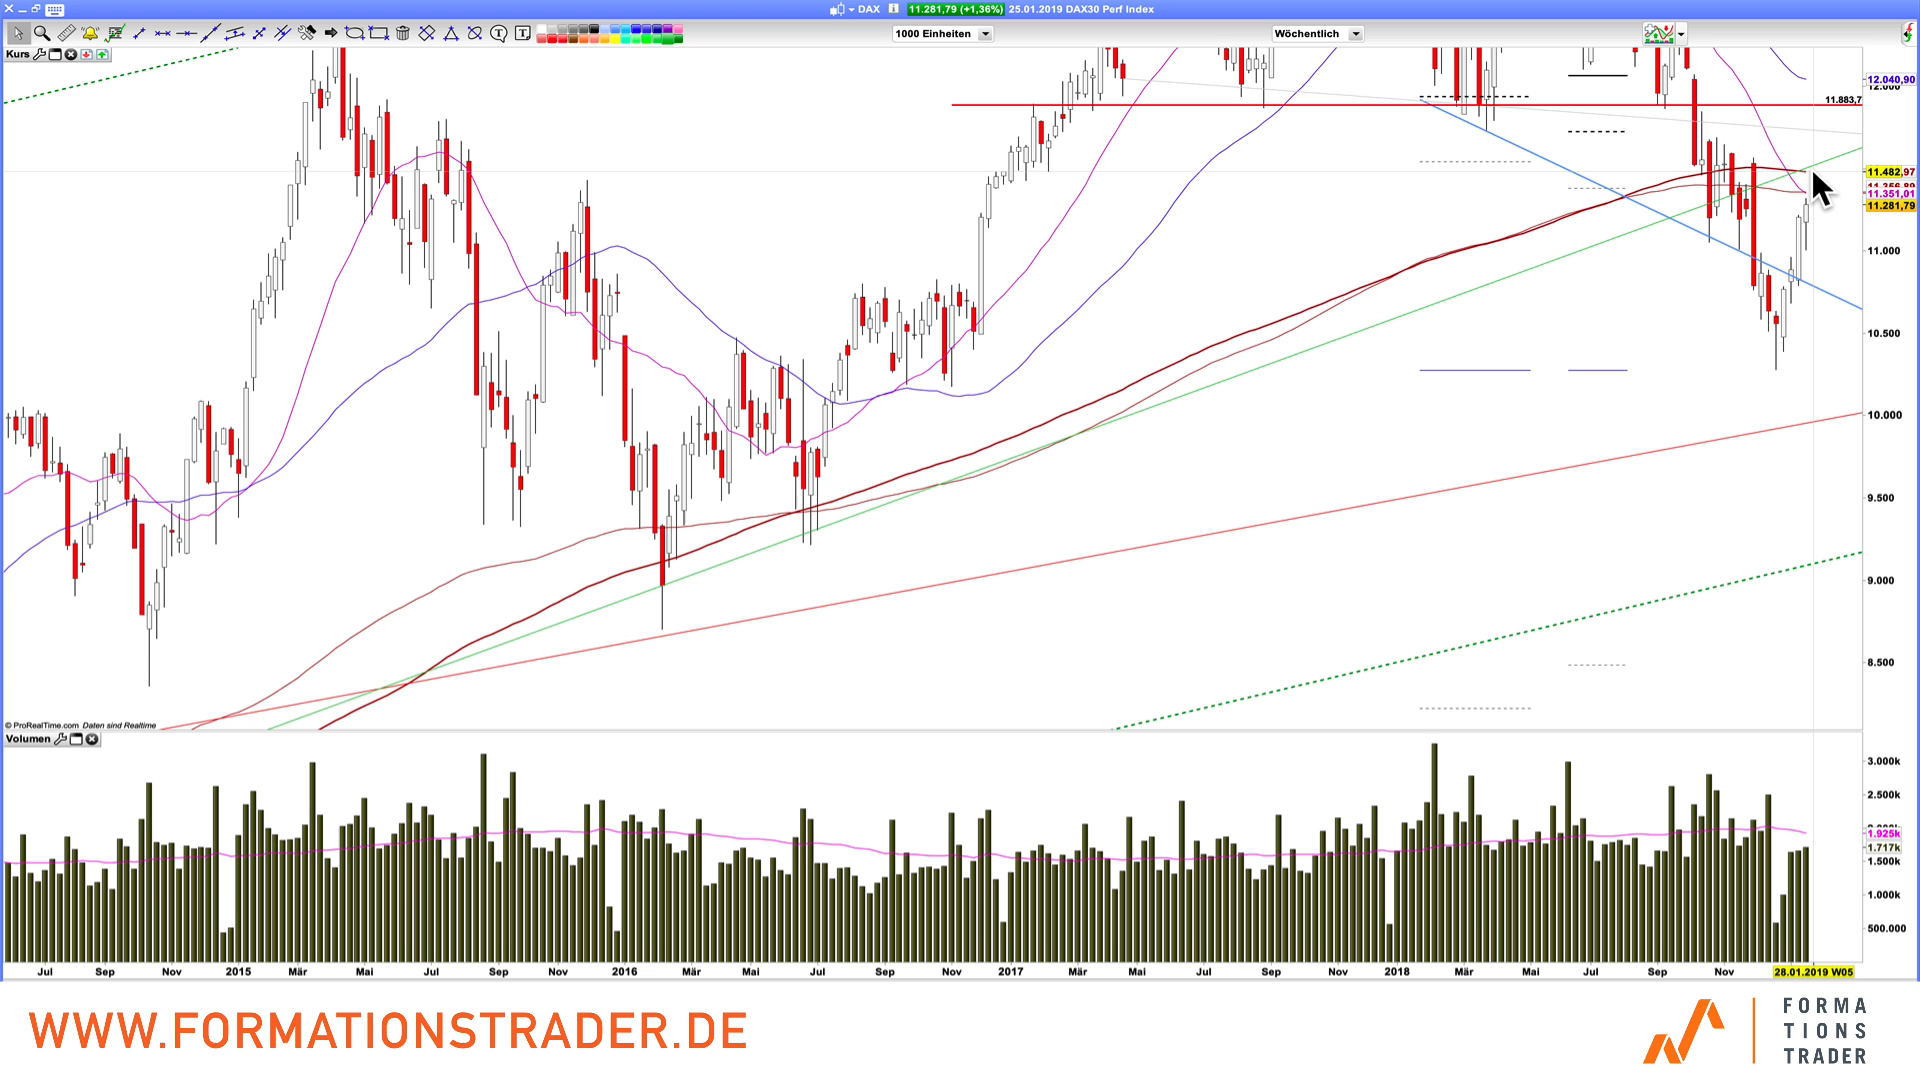 DAX 11.281,79 (+1,36%) 25.01.2019 DAX30 Perf Index
1000 Einheiten
Wöchentlich
Kurs
12.040,90
11.883,7
11.482,97
11.351,01
11.281,79
11.000
10.500
10.000
9.500
9.000
8.500
© ProRealTime.com Daten sind Realtime
Volumen
3.000k
2.500k
1.925k
1.717k
1.500k
1.000k
500.000
Jul Sep Nov 2015 Mär Mai Jul Sep Nov 2016 Mär Mai Jul Sep Nov 2017 Mär Mai Jul Sep Nov 2018 Mär Mai Jul Sep Nov 28.01.2019 W05
WWW.FORMATIONSTRADER.DE
FORMA
TIONS
TRADER